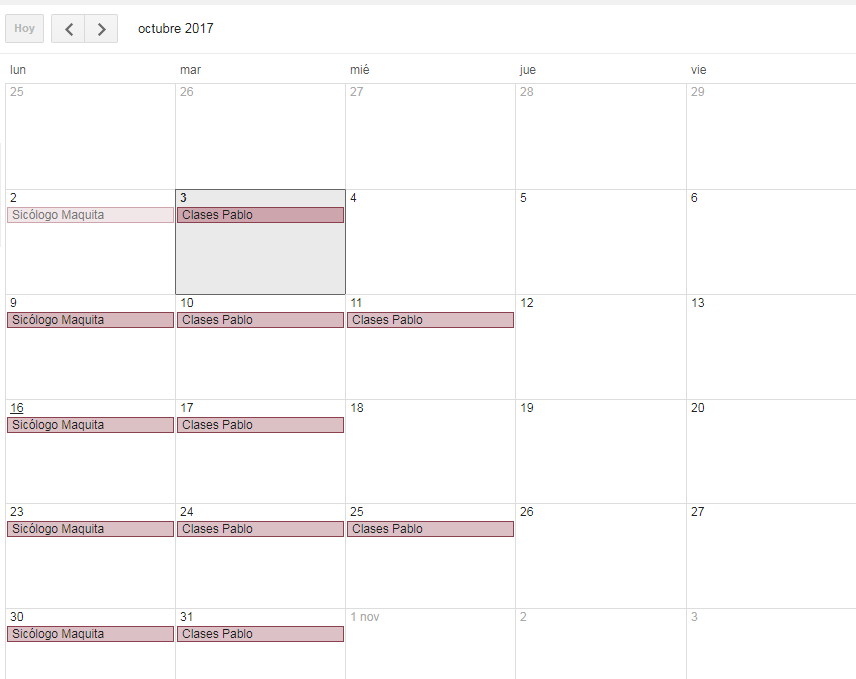 Hoy octubre 2017
lun mar mié jue vie
25 26 27 28 29
2 3 4 5 6
Sicólogo Maquita Clases Pablo
9 10 11 12 13
Sicólogo Maquita Clases Pablo Clases Pablo
16 17 18 19 20
Sicólogo Maquita Clases Pablo
23 24 25 26 27
Sicólogo Maquita Clases Pablo Clases Pablo
30 31 1 nov 2 3
Sicólogo Maquita Clases Pablo